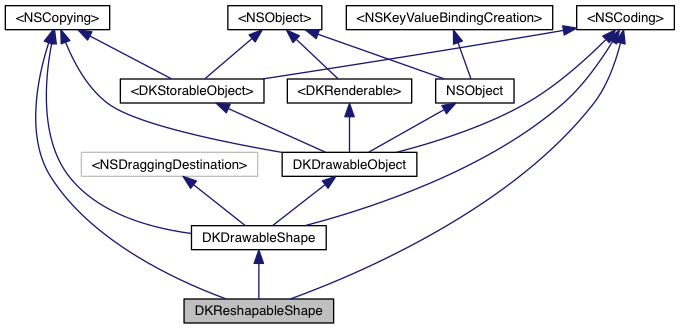 <NSCopying>
<NSObject>
<NSKeyValueBindingCreation>
<NSCoding>
<DKStorableObject>
<DKRenderable>
NSObject
<NSDraggingDestination>
DKDrawableObject
DKDrawableShape
DKReshapableShape